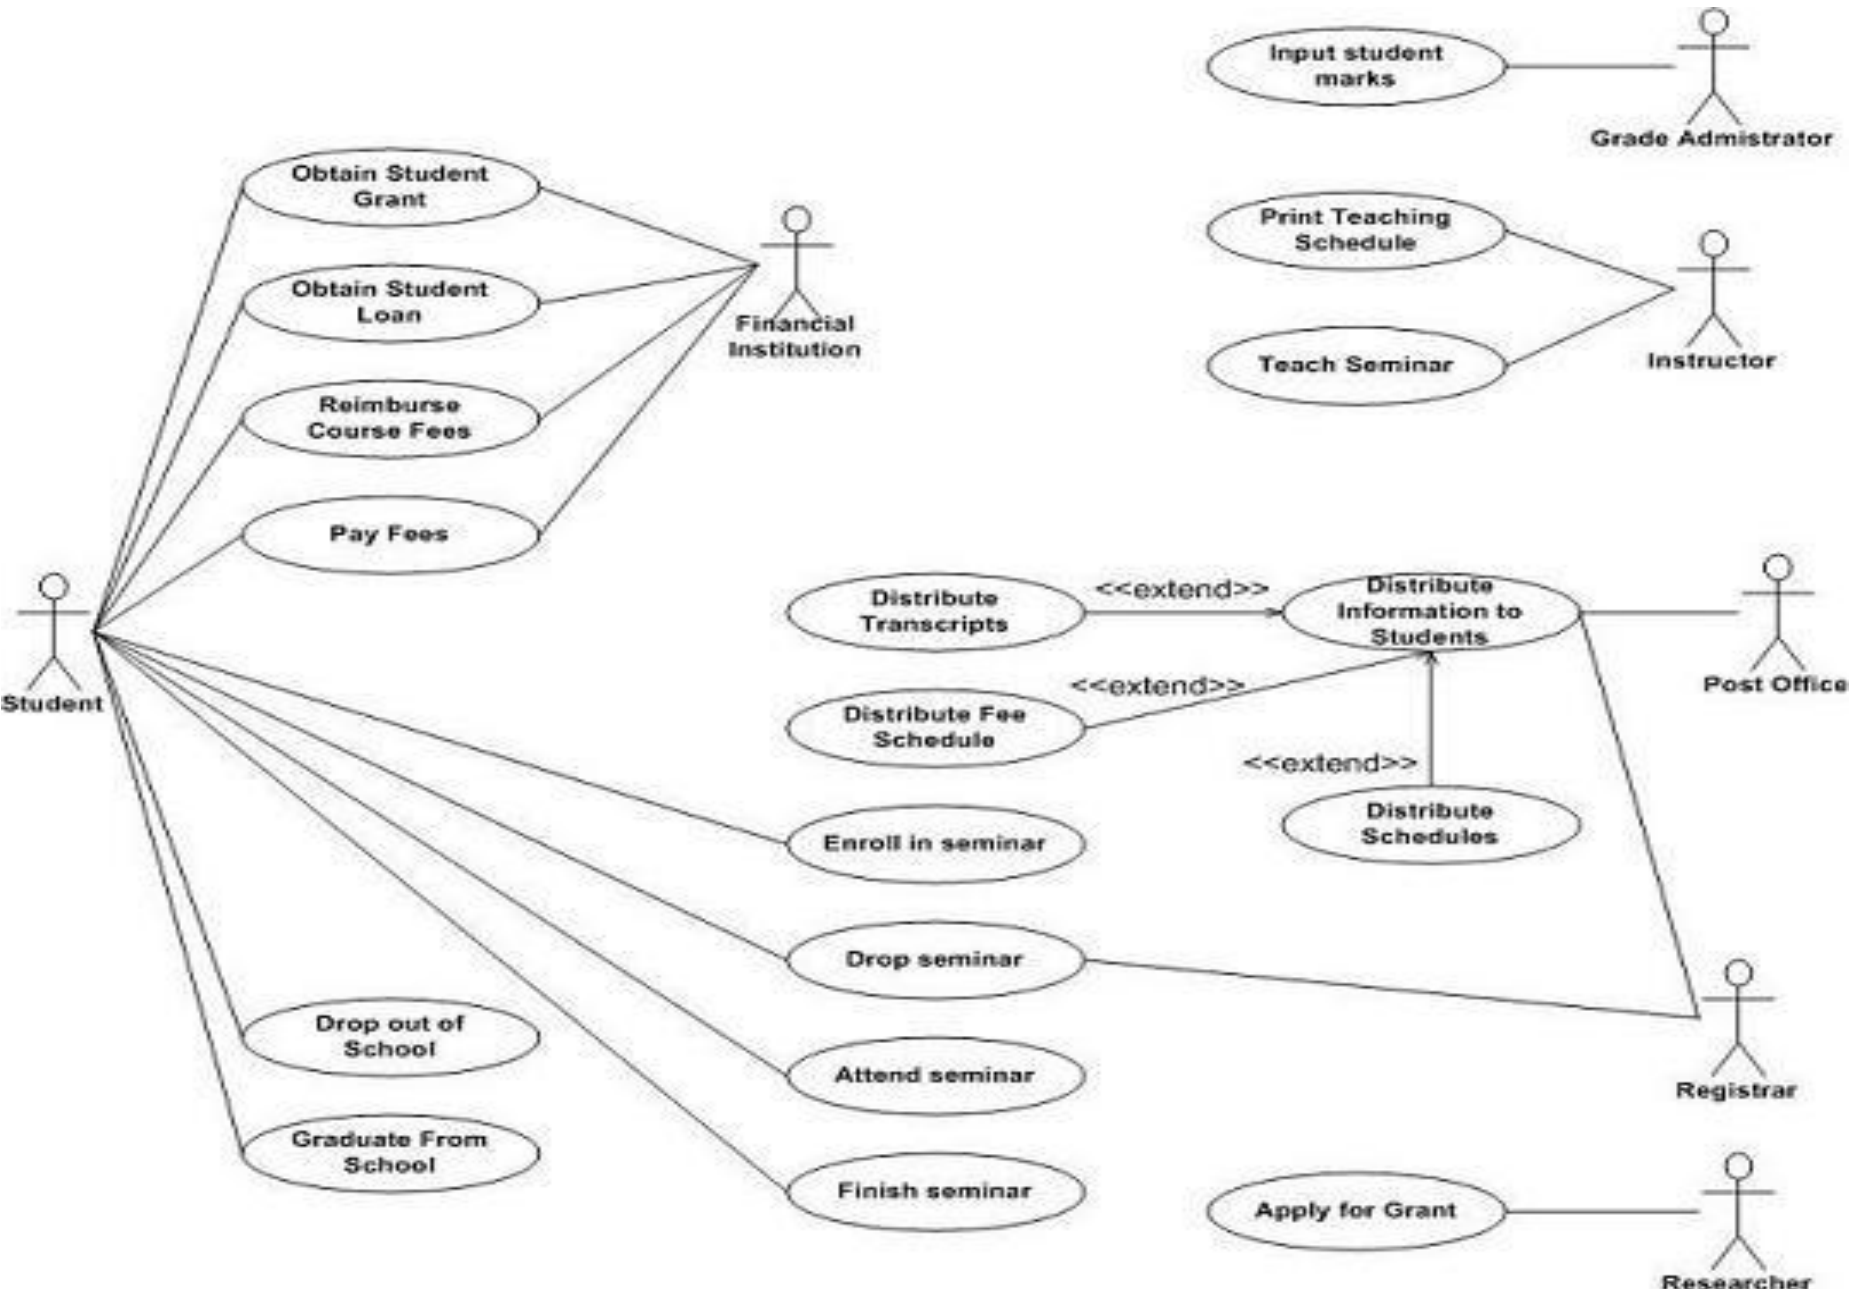 Input student
marks
Grade Admistrator
Obtain Student
Grant
Print Teaching
Schedule
Obtain Student
Loan
Financial
Institution
Teach Seminar
Instructor
Reimburse
Course Fees
Pay Fees
Student
Distribute
Transcripts
<<extend>>
Distribute
Information to
Students
Post Office
<<extend>>
Distribute Fee
Schedule
<<extend>>
Distribute
Schedules
Enroll in seminar
Drop seminar
Drop out of
School
Attend seminar
Registrar
Graduate From
School
Finish seminar
Apply for Grant
Researcher